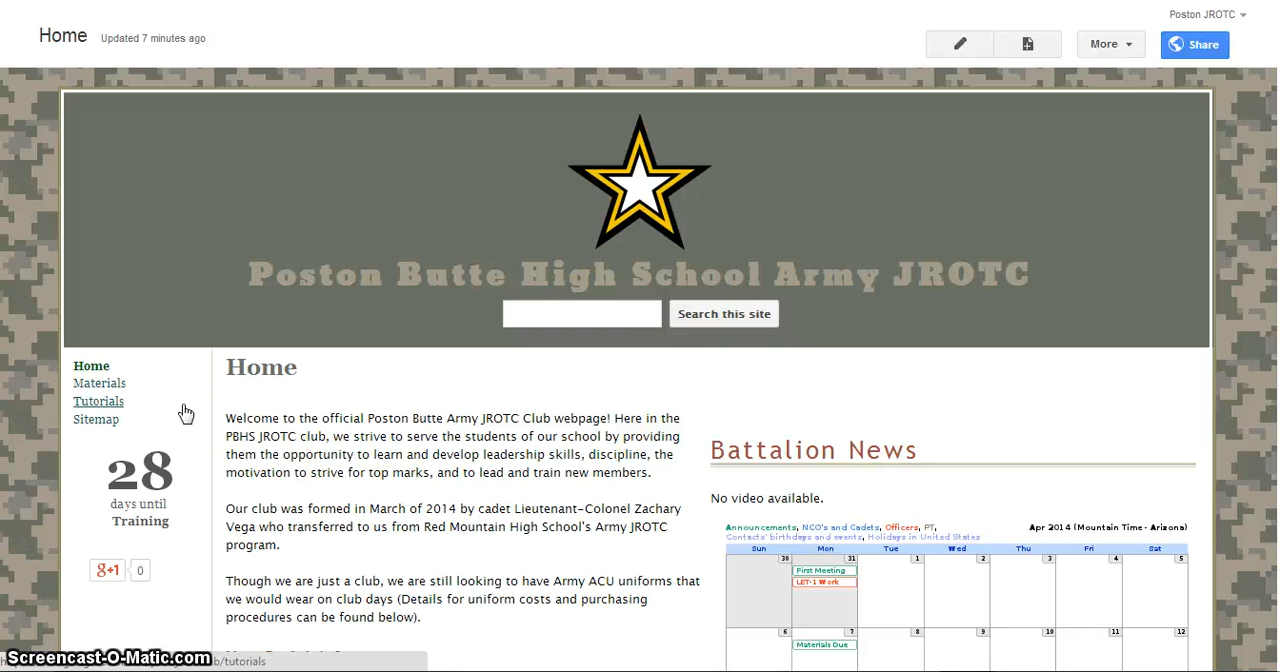 Poston JROTC
Home Updated 7 minutes ago
More
Share
Poston Butte High School Army JROTC
Search this site
Home
Materials
Tutorials
Sitemap
28
days until
Training
g+1 0
Home
Welcome to the official Poston Butte Army JROTC Club webpage! Here in the
PBHS JROTC club, we strive to serve the students of our school by providing
them the opportunity to learn and develop leadership skills, discipline, the
motivation to strive for top marks, and to lead and train new members.
Our club was formed in March of 2014 by cadet Lieutenant-Colonel Zachary
Vega who transferred to us from Red Mountain High School's Army JROTC
program.
Though we are just a club, we are still looking to have Army ACU uniforms that
we would wear on club days (Details for uniform costs and purchasing
procedures can be found below).
Battalion News
No video available.
Announcements, NCO's and Cadets, Officers, PT,
Contacts' birthdays and events, Holidays in United States
Apr 2014 (Mountain Time - Arizona)
Sun Mon Tue Wed Thu Fri Sat
30 31 1 2 3 4 5
First Meeting
LET-1 Work
6 7 8 9 10 11 12
Materials Due
Screencast-O-Matic.com
b/tutorials